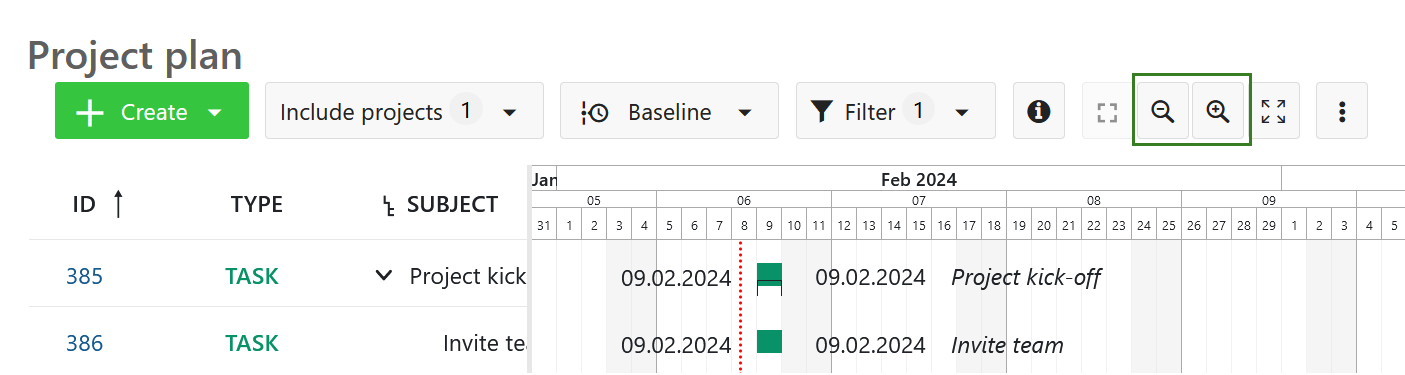 Project plan
Create
Include projects 1
Baseline
Filter 1
ID TYPE SUBJECT
Jan Feb 2024
05 06 07 08 09
31 1 2 3 4 5 6 7 8 9 10 11 12 13 14 15 16 17 18 19 20 21 22 23 24 25 26 27 28 29 1 2 3 4 5
385 TASK Project kick 09.02.2024 09.02.2024 Project kick-off
386 TASK Invite tea 09.02.2024 09.02.2024 Invite team